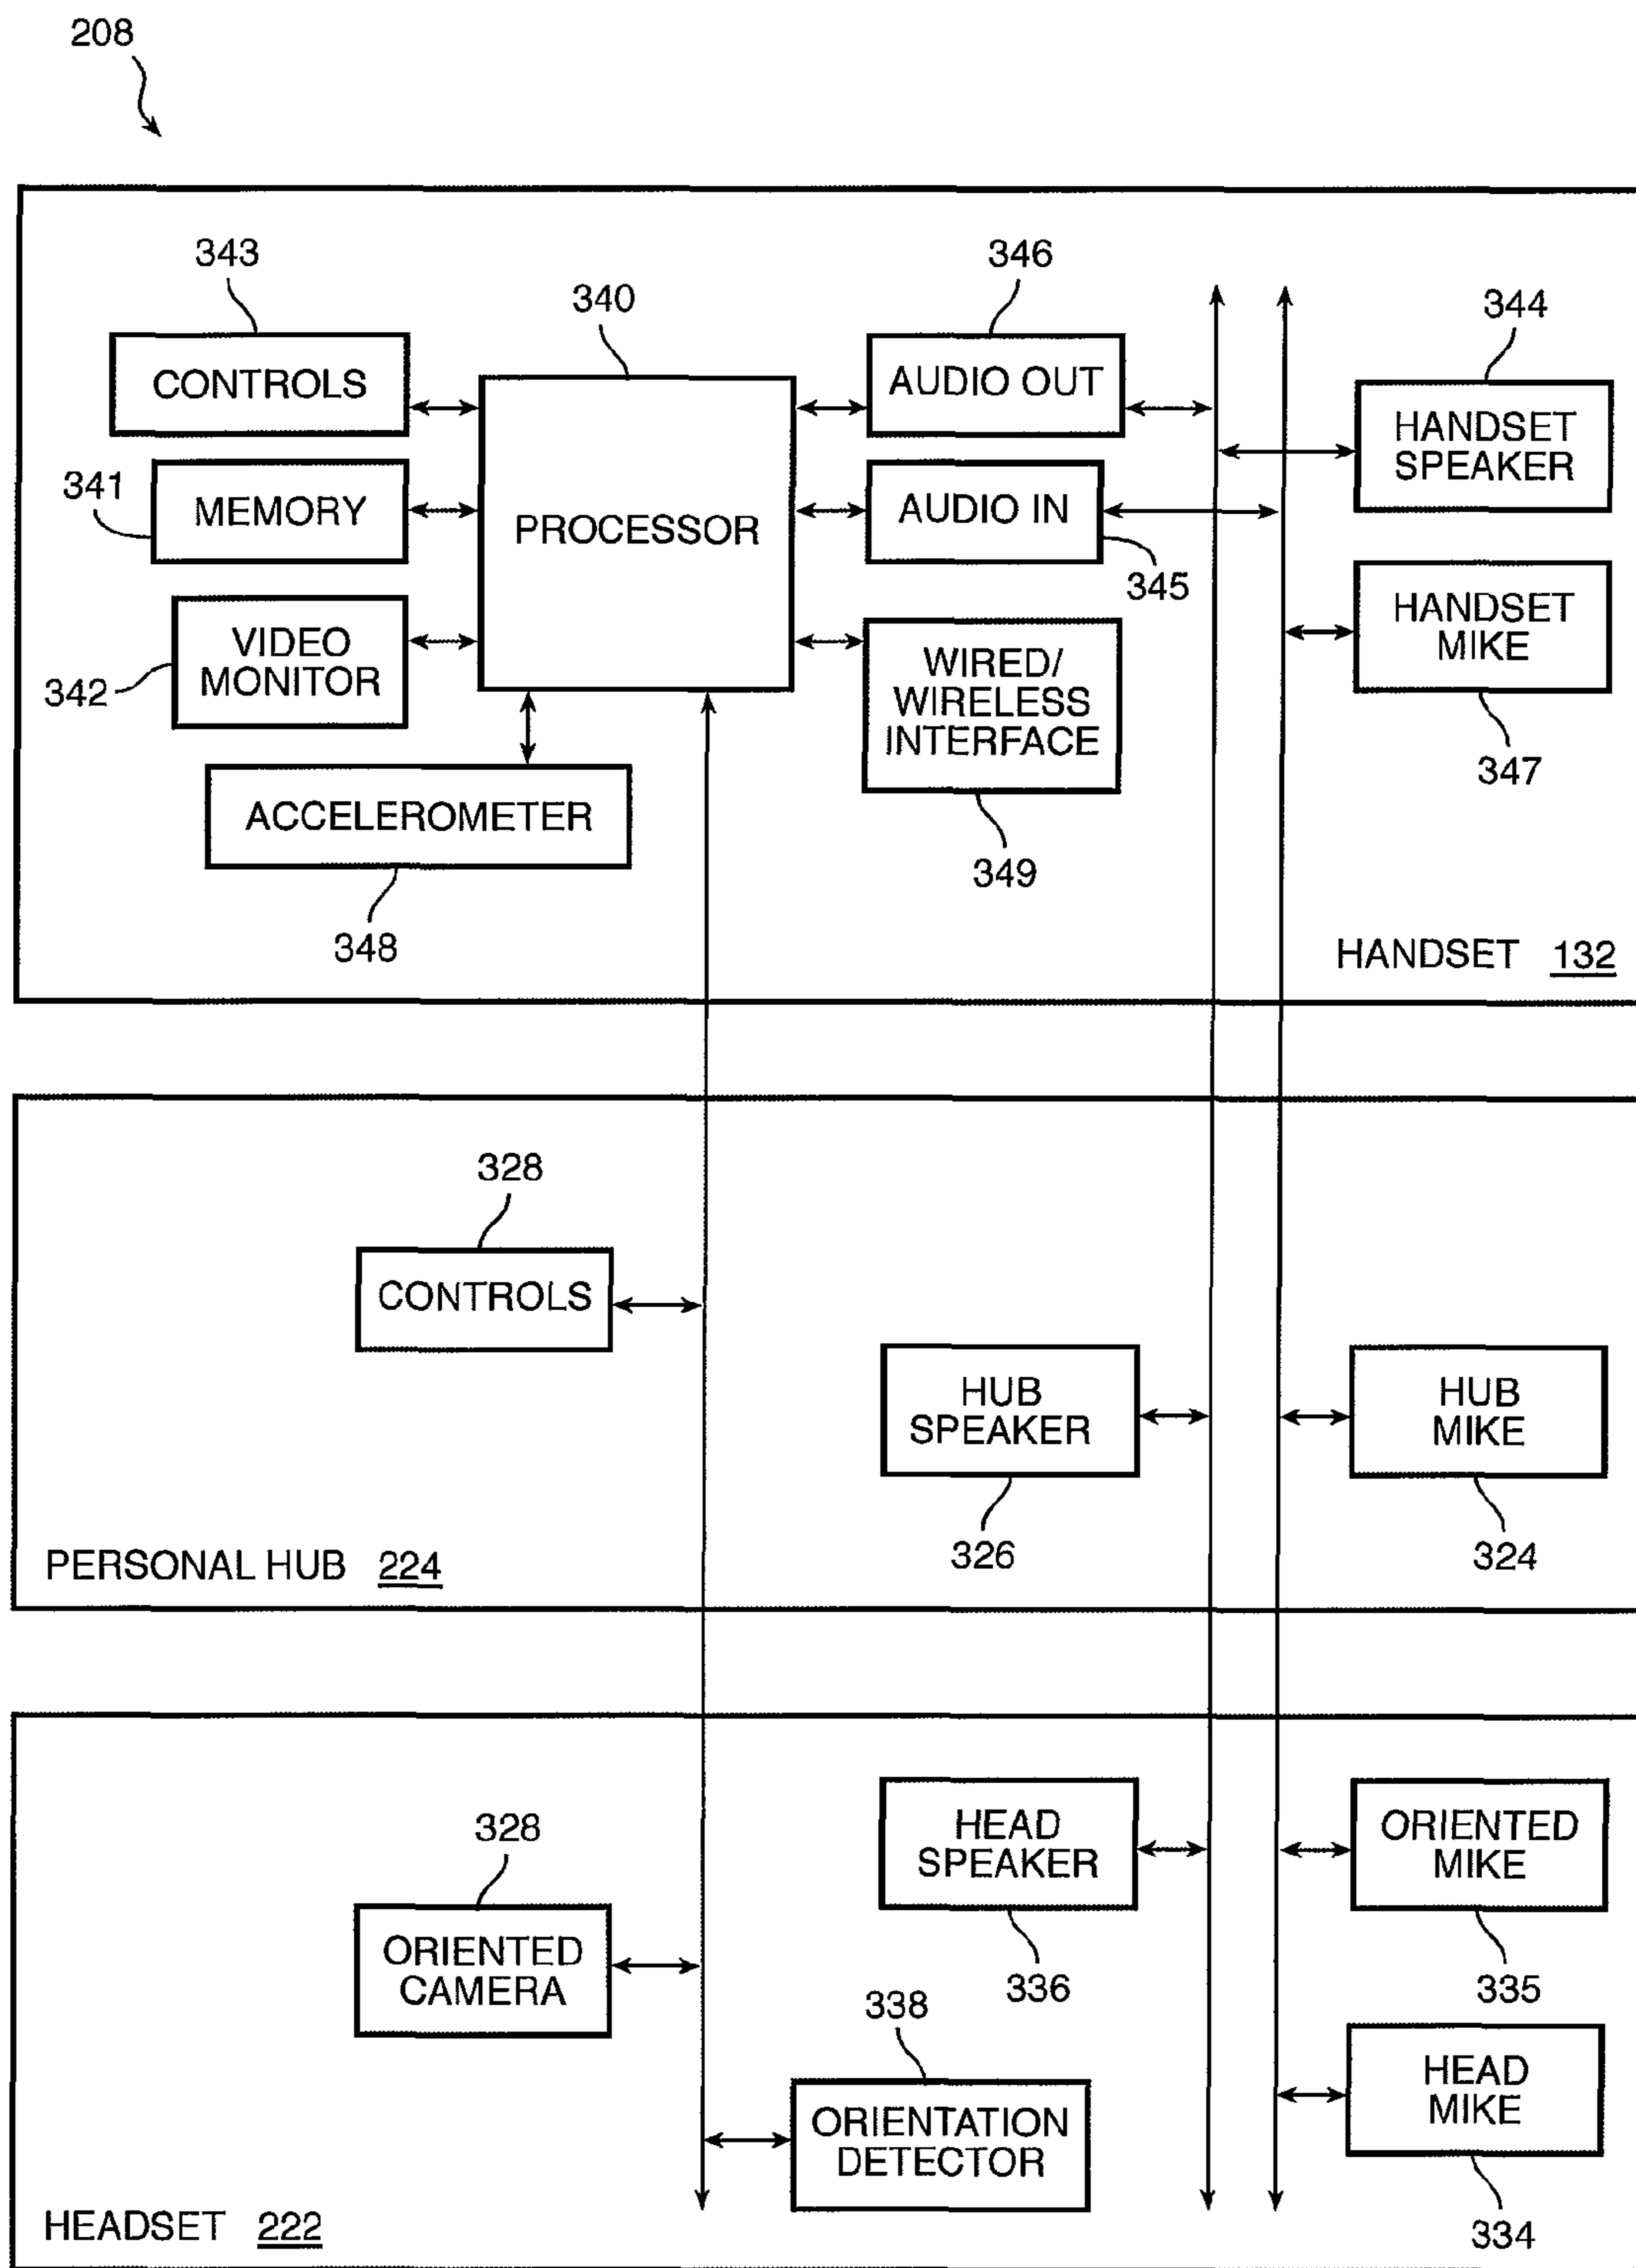 208
343
346
340
344
CONTROLS
AUDIO OUT
HANDSET
SPEAKER
341
MEMORY
PROCESSOR
AUDIO IN
345
HANDSET
MIKE
347
342
VIDEO
MONITOR
WIRED/
WIRELESS
INTERFACE
349
ACCELEROMETER
348
HANDSET 132
328
CONTROLS
HUB
SPEAKER
326
HUB
MIKE
324
PERSONAL HUB 224
328
ORIENTED
CAMERA
HEAD
SPEAKER
336
ORIENTED
MIKE
335
338
ORIENTATION
DETECTOR
HEAD
MIKE
334
HEADSET 222